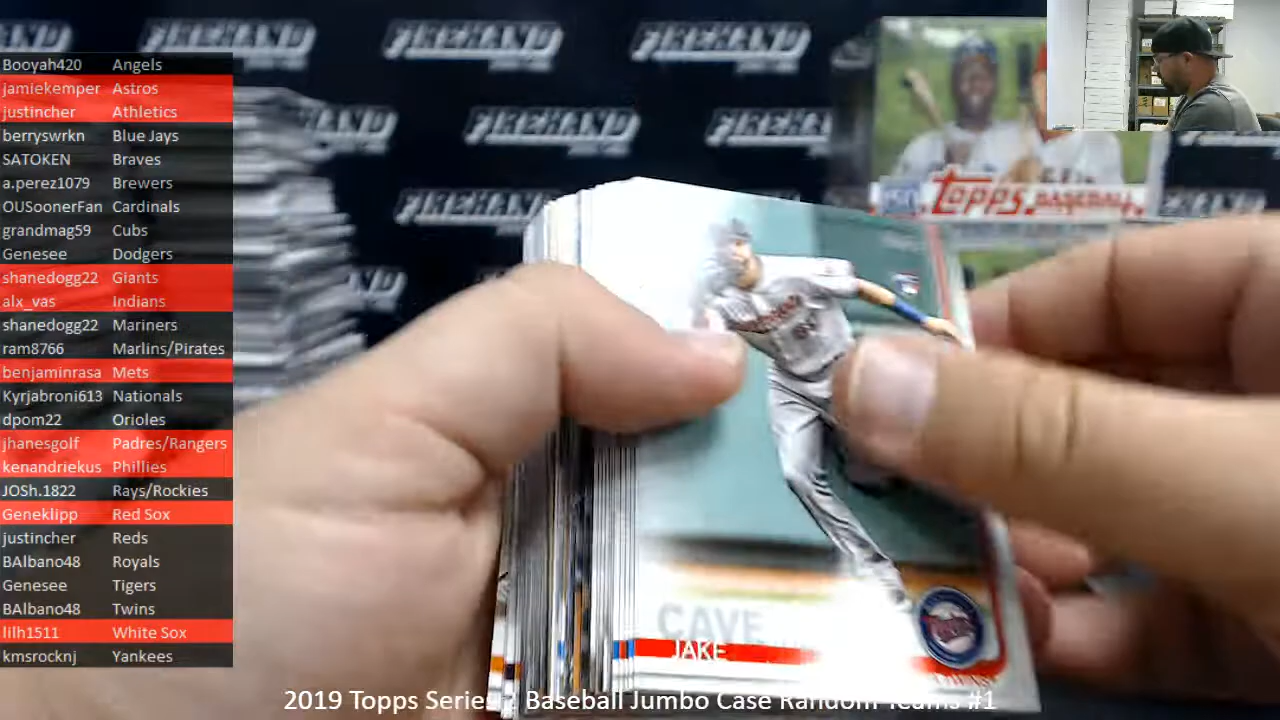 FIREHAND
FIREHAND
FIREHAND
FIREHAND
FIREHAND
FIREHAND
Booyah420 Angels
jamiekemper Astros
justincher Athletics
berryswrkn Blue Jays
SATOKEN Braves
a.perez1079 Brewers
OUSoonerFan Cardinals
grandmag59 Cubs
Genesee Dodgers
shanedogg22 Giants
alx_vas Indians
shanedogg22 Mariners
ram8766 Marlins/Pirates
benjaminrasa Mets
Kyrjabroni613 Nationals
dpom22 Orioles
jhanesgolf Padres/Rangers
kenandriekus Phillies
JOSh.1822 Rays/Rockies
Geneklipp Red Sox
justincher Reds
BAlbano48 Royals
Genesee Tigers
BAlbano48 Twins
lilh1511 White Sox
kmsrocknj Yankees
TOPPS BASEBALL
CAVE
JAKE
Twins
2019 Topps Series 2 Baseball Jumbo Case Random Teams #1